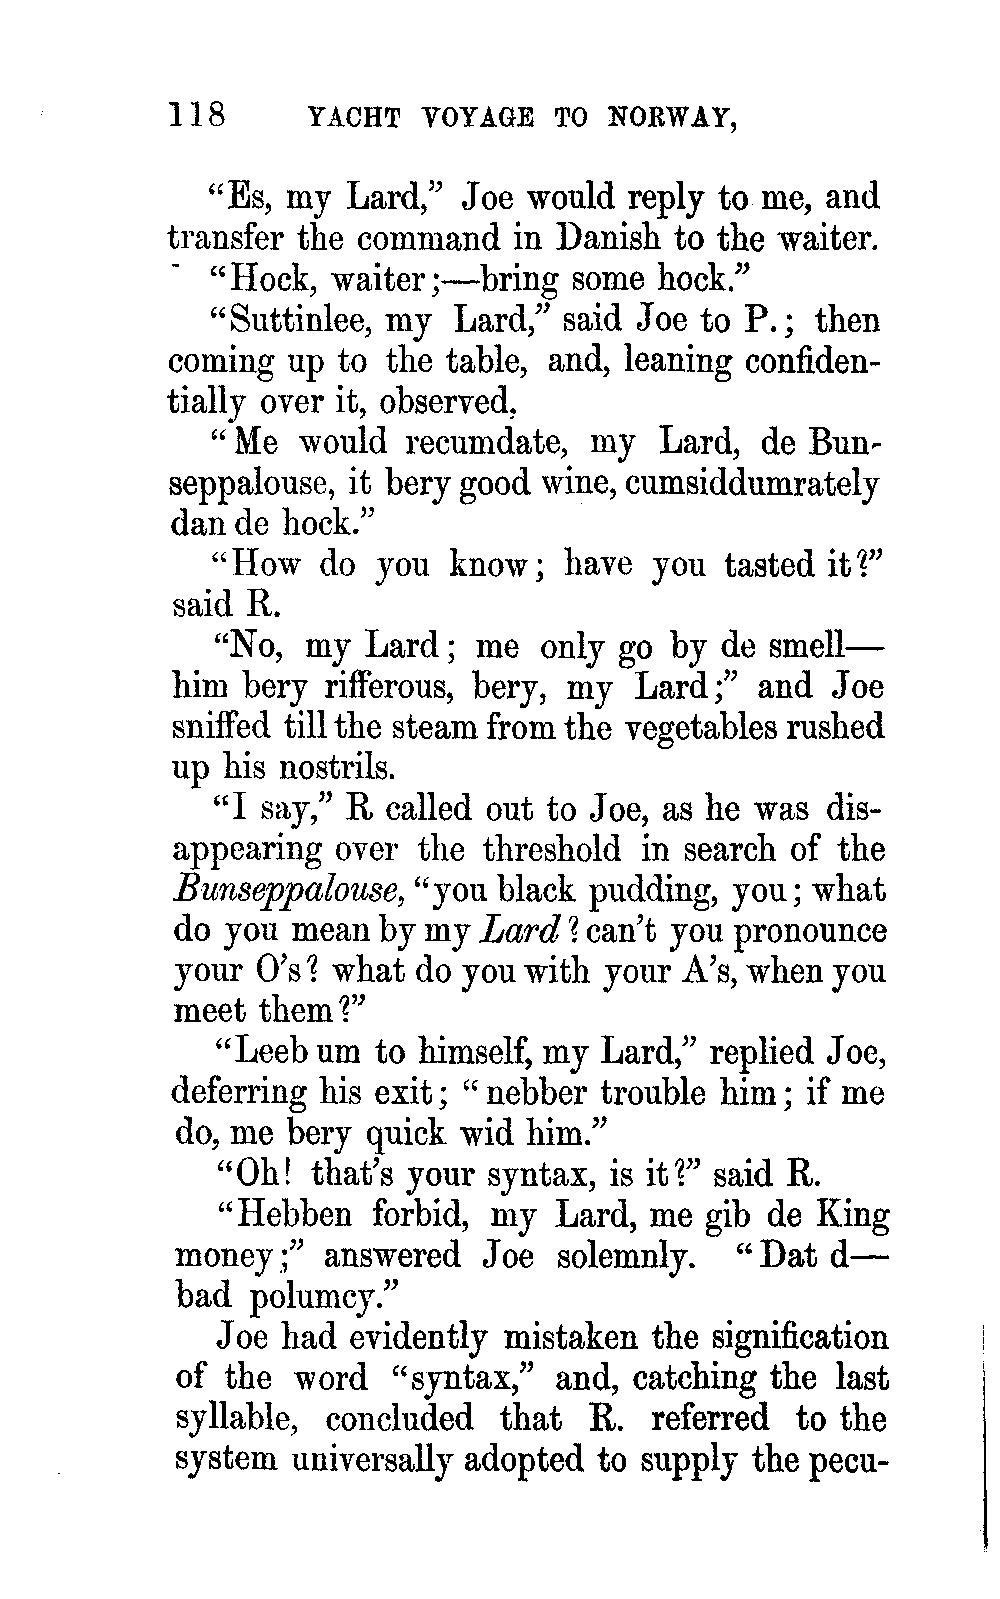 118 YACHT VOYAGE TO NORWAY,
“Es, my Lard,” Joe would reply to me, and
transfer the command in Danish to the waiter.
“Hock, waiter;—bring some hock.”
“Suttinlee, my Lard,” said Joe to P.; then
coming up to the table, and, leaning confiden-
tially over it, observed.
“Me would recumdate, my Lard, de Bun-
seppalouse, it bery good wine, cumsiddumrately
dan de hock.”
“How do you know; have you tasted it?”
said R.
“No, my Lard; me only go by de smell—
him bery rifferous, bery, my Lard;” and Joe
sniffed till the steam from the vegetables rushed
up his nostrils.
“I say,” R called out to Joe, as he was dis-
appearing over the threshold in search of the
Bunseppalouse, “you black pudding, you; what
do you mean by my Lard? can’t you pronounce
your O’s? what do you with your A’s, when you
meet them?”
“Leeb um to himself, my Lard,” replied Joe,
deferring his exit; “nebber trouble him; if me
do, me bery quick wid him.”
“Oh! that’s your syntax, is it?” said R.
“Hebben forbid, my Lard, me gib de King
money;” answered Joe solemnly. “Dat d—
bad polumcy.”
Joe had evidently mistaken the signification
of the word “syntax,” and, catching the last
syllable, concluded that R. referred to the
system universally adopted to supply the pecu-